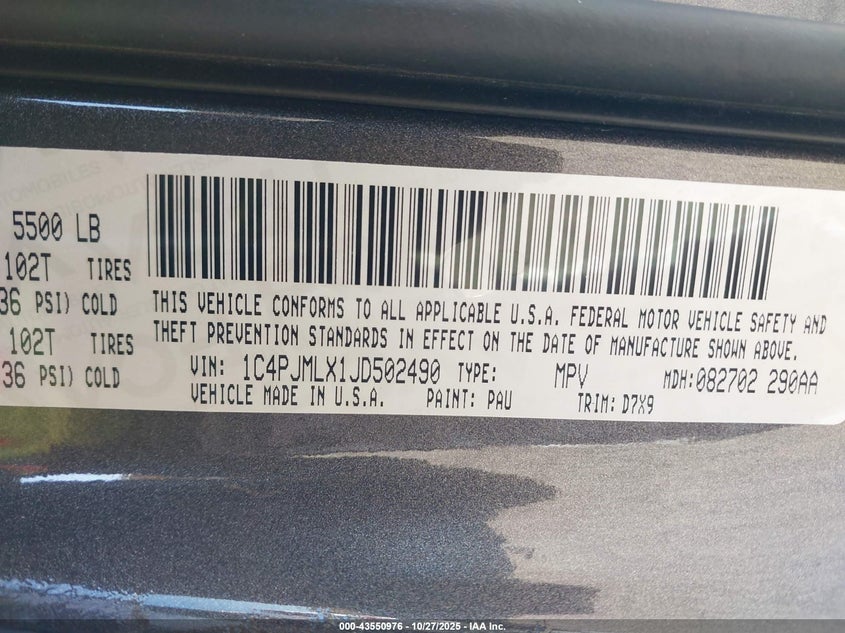 5500 LB
102T TIRES
36 PSI) COLD
102T TIRES
36 PSI) COLD
THIS VEHICLE CONFORMS TO ALL APPLICABLE U.S.A. FEDERAL MOTOR VEHICLE SAFETY AND
THEFT PREVENTION STANDARDS IN EFFECT ON THE DATE OF MANUFACTURE SHOWN ABOVE.
VIN: 1C4PJMLX1JD502490 TYPE: MPV MDH: 082702 290AA
VEHICLE MADE IN U.S.A. PAINT: PAU TRIM: D7X9
000-43550976 - 10/27/2025 - IAA Inc.